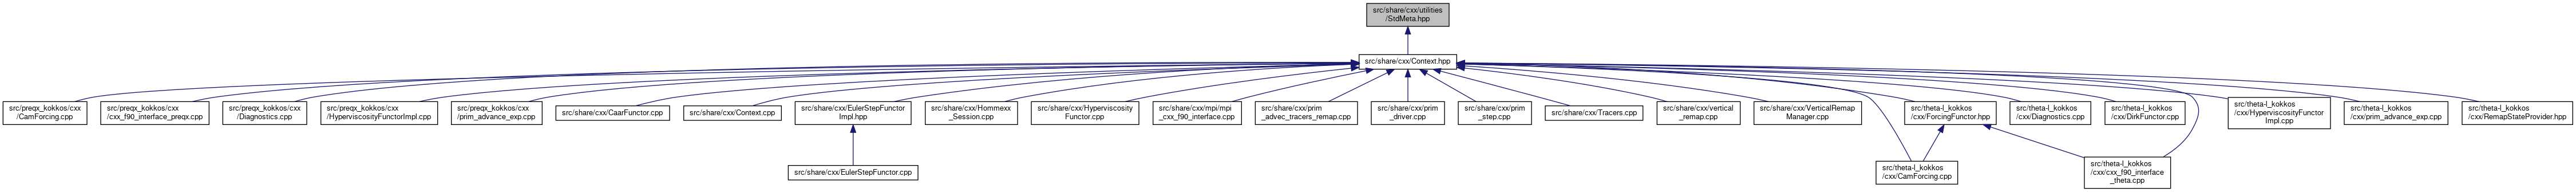 src/share/cxx/utilities
/StdMeta.hpp
src/share/cxx/Context.hpp
src/preqx_kokkos/cxx
/CamForcing.cpp
src/preqx_kokkos/cxx
/cxx_f90_interface_preqx.cpp
src/preqx_kokkos/cxx
/Diagnostics.cpp
src/preqx_kokkos/cxx
/HyperviscosityFunctorImpl.cpp
src/preqx_kokkos/cxx
/prim_advance_exp.cpp
src/share/cxx/CaarFunctor.cpp
src/share/cxx/Context.cpp
src/share/cxx/EulerStepFunctor
Impl.hpp
src/share/cxx/Hommexx
_Session.cpp
src/share/cxx/Hyperviscosity
Functor.cpp
src/share/cxx/mpi/mpi
_cxx_f90_interface.cpp
src/share/cxx/prim
_advec_tracers_remap.cpp
src/share/cxx/prim
_driver.cpp
src/share/cxx/prim
_step.cpp
src/share/cxx/Tracers.cpp
src/share/cxx/vertical
_remap.cpp
src/share/cxx/VerticalRemap
Manager.cpp
src/theta-l_kokkos
/cxx/ForcingFunctor.hpp
src/theta-l_kokkos
/cxx/Diagnostics.cpp
src/theta-l_kokkos
/cxx/DirkFunctor.cpp
src/theta-l_kokkos
/cxx/HyperviscosityFunctor
Impl.cpp
src/theta-l_kokkos
/cxx/prim_advance_exp.cpp
src/theta-l_kokkos
/cxx/RemapStateProvider.hpp
src/share/cxx/EulerStepFunctor.cpp
src/theta-l_kokkos
/cxx/CamForcing.cpp
src/theta-l_kokkos
/cxx/cxx_f90_interface
_theta.cpp